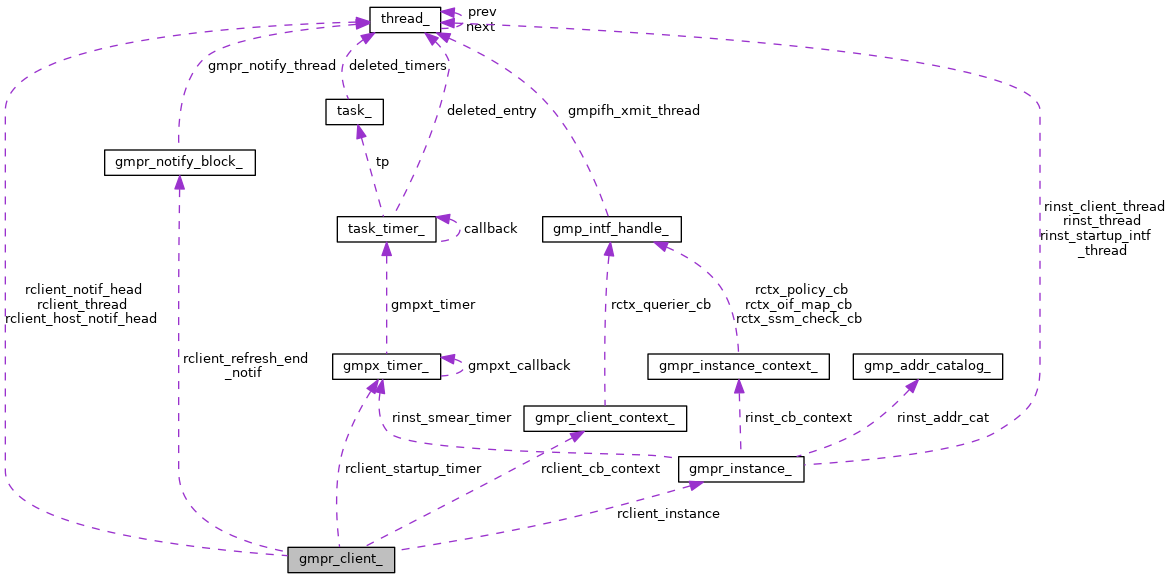 thread_
prev
next
gmpr_notify_thread
deleted_timers
task_
deleted_entry
gmpifh_xmit_thread
gmpr_notify_block_
tp
task_timer_
callback
gmp_intf_handle_
rinst_client_thread
rinst_thread
rinst_startup_intf
_thread
rclient_notif_head
rclient_thread
rclient_host_notif_head
gmpxt_timer
rctx_querier_cb
rctx_policy_cb
rctx_oif_map_cb
rctx_ssm_check_cb
rclient_refresh_end
_notif
gmpx_timer_
gmpxt_callback
gmpr_instance_context_
gmp_addr_catalog_
rinst_smear_timer
gmpr_client_context_
rinst_cb_context
rinst_addr_cat
rclient_startup_timer
rclient_cb_context
gmpr_instance_
rclient_instance
gmpr_client_